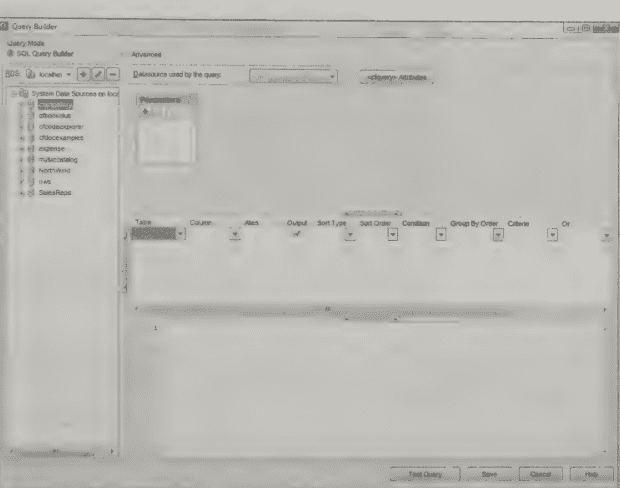 Query Builder
Query Mode
SQL Query Builder
Advanced
RDS: localhost
Datasource used by the query:
<cfquery> Attributes
System Data Sources on loc
cfartgallery
cfbookclub
cfcodeexplorer
cfdocexamples
expense
Northwind
ows
SalesReps
Parameters
Table Column Alias Output Sort Type Sort Order Condition Group By Order Criteria Or
1
Test Query Save Cancel Help